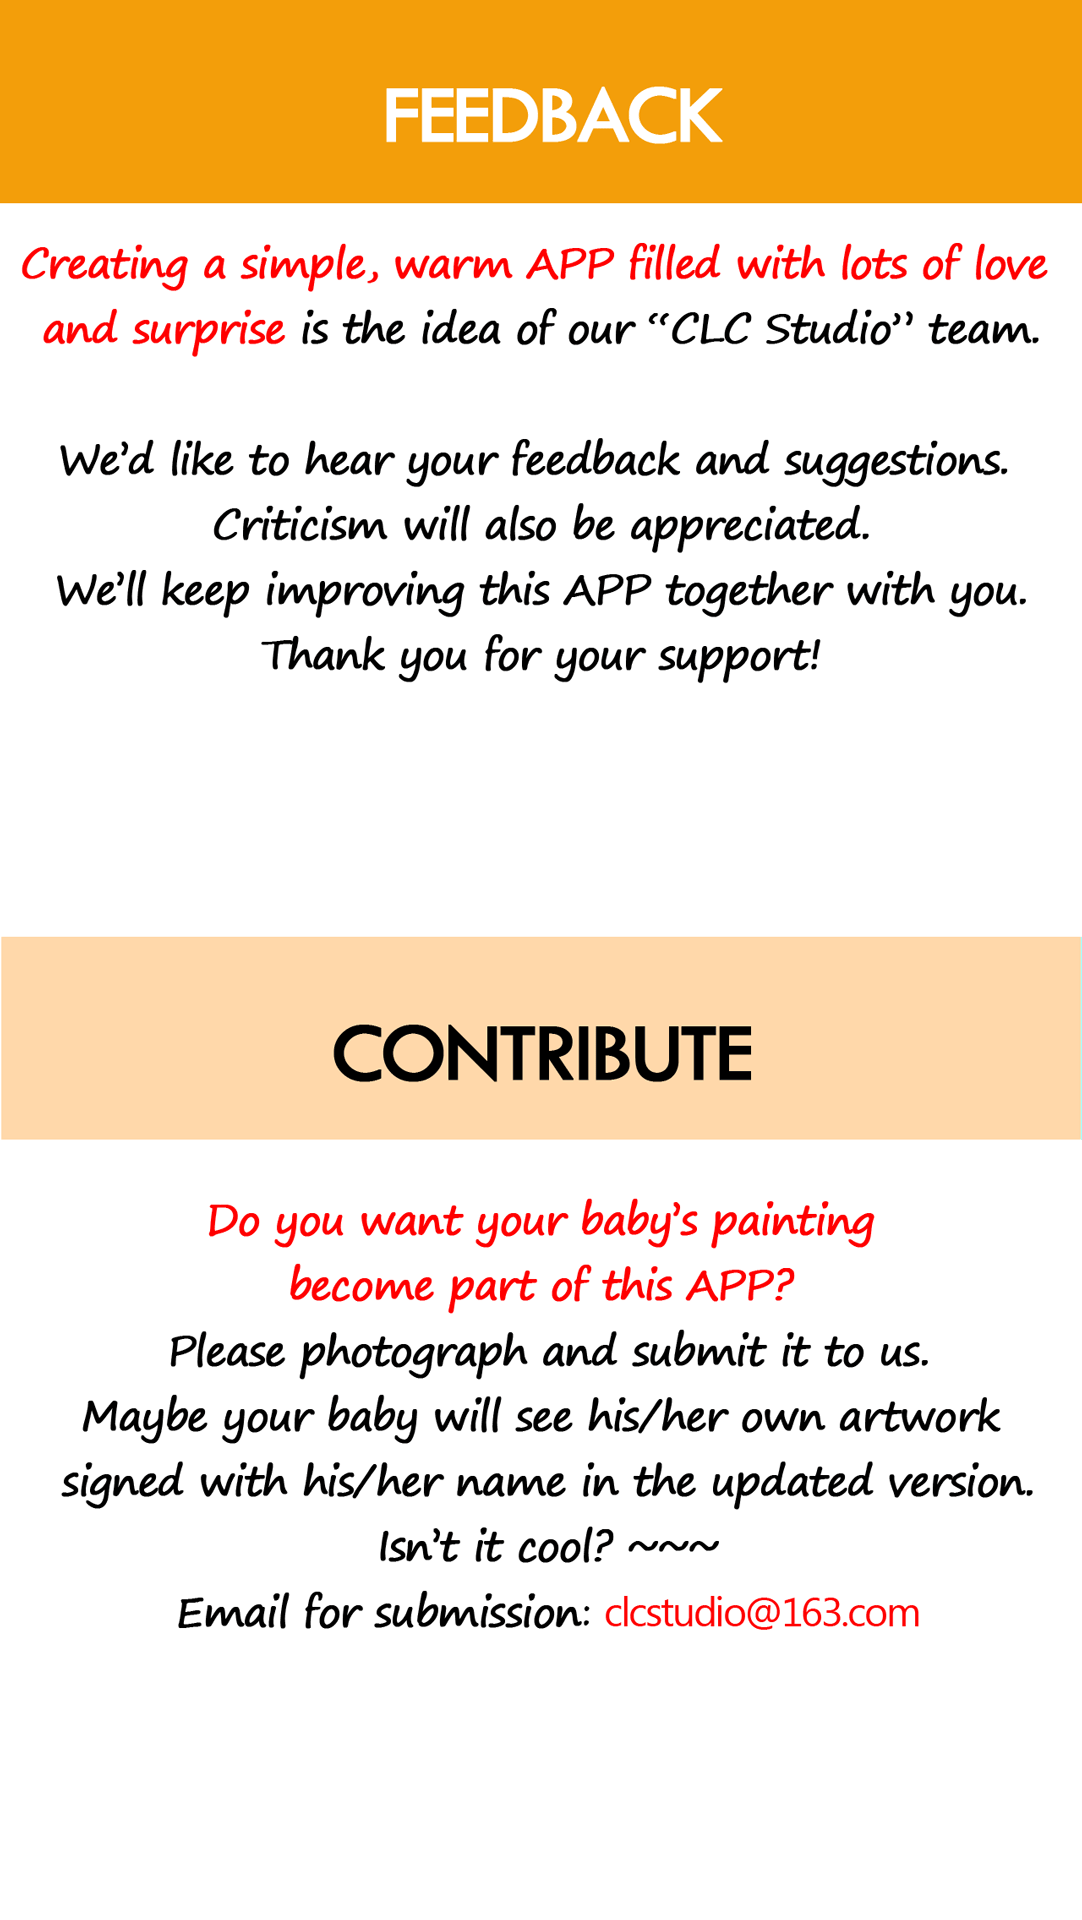 FEEDBACK
Creating a simple, warm APP filled with lots of love
and surprise is the idea of our “CLC Studio” team.
We’d like to hear your feedback and suggestions.
Criticism will also be appreciated.
We’ll keep improving this APP together with you.
Thank you for your support!
CONTRIBUTE
Do you want your baby’s painting
become part of this APP?
Please photograph and submit it to us.
Maybe your baby will see his/her own artwork
signed with his/her name in the updated version.
Isn’t it cool? ~~~
Email for submission: clcstudio@163.com